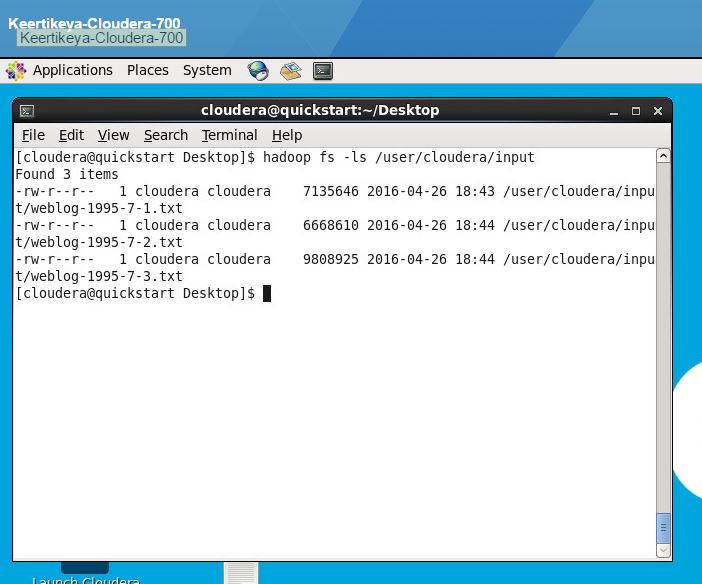 Keertikeya-Cloudera-700
Keertikeya-Cloudera-700
Applications Places System
cloudera@quickstart:~/Desktop
File Edit View Search Terminal Help
[cloudera@quickstart Desktop]$ hadoop fs -ls /user/cloudera/input
Found 3 items
-rw-r--r--   1 cloudera cloudera    7135646 2016-04-26 18:43 /user/cloudera/inpu
t/weblog-1995-7-1.txt
-rw-r--r--   1 cloudera cloudera    6668610 2016-04-26 18:44 /user/cloudera/inpu
t/weblog-1995-7-2.txt
-rw-r--r--   1 cloudera cloudera    9808925 2016-04-26 18:44 /user/cloudera/inpu
t/weblog-1995-7-3.txt
[cloudera@quickstart Desktop]$
Launch Cloudera